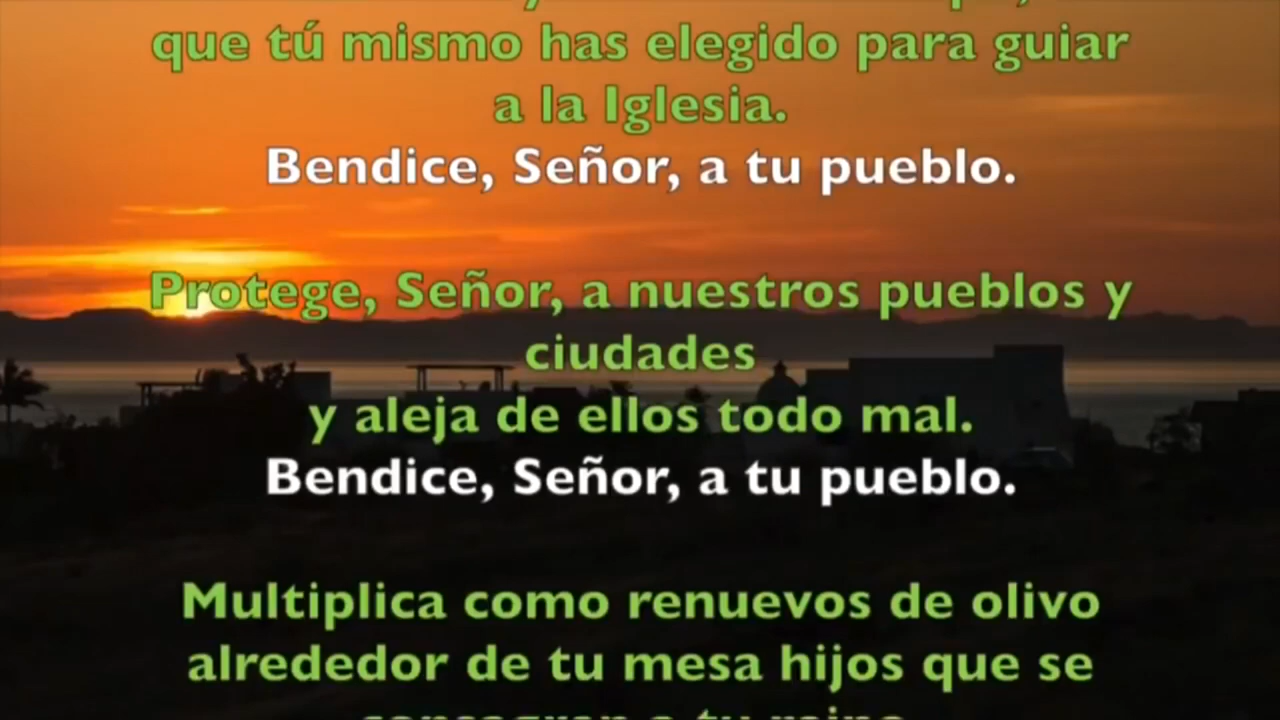 que tú mismo has elegido para guiar
a la Iglesia.
Bendice, Señor, a tu pueblo.
Protege, Señor, a nuestros pueblos y
ciudades
y aleja de ellos todo mal.
Bendice, Señor, a tu pueblo.
Multiplica como renuevos de olivo
alrededor de tu mesa hijos que se